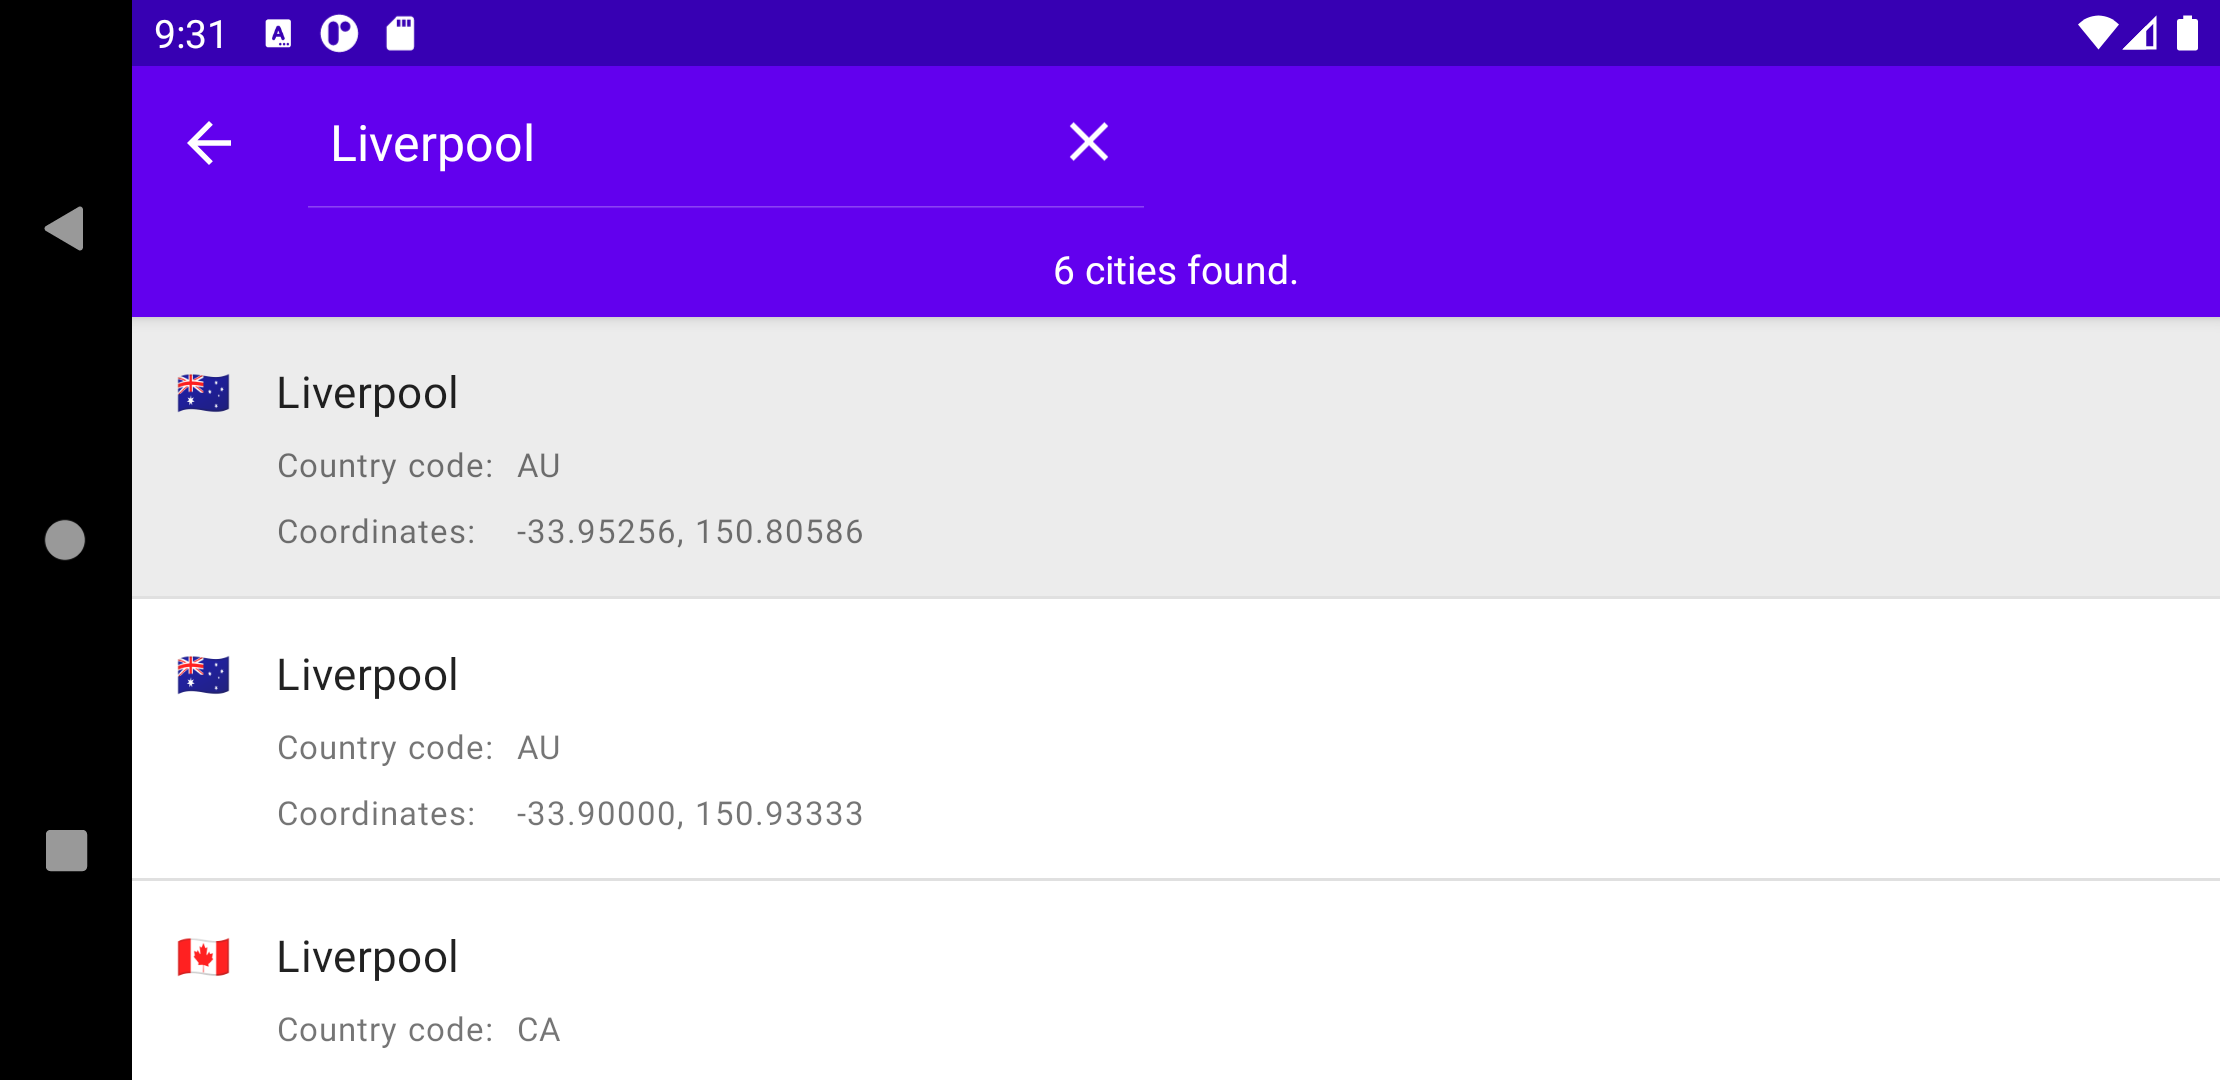 9:31
Liverpool
6 cities found.
Liverpool
Country code: AU
Coordinates: -33.95256, 150.80586
Liverpool
Country code: AU
Coordinates: -33.90000, 150.93333
Liverpool
Country code: CA